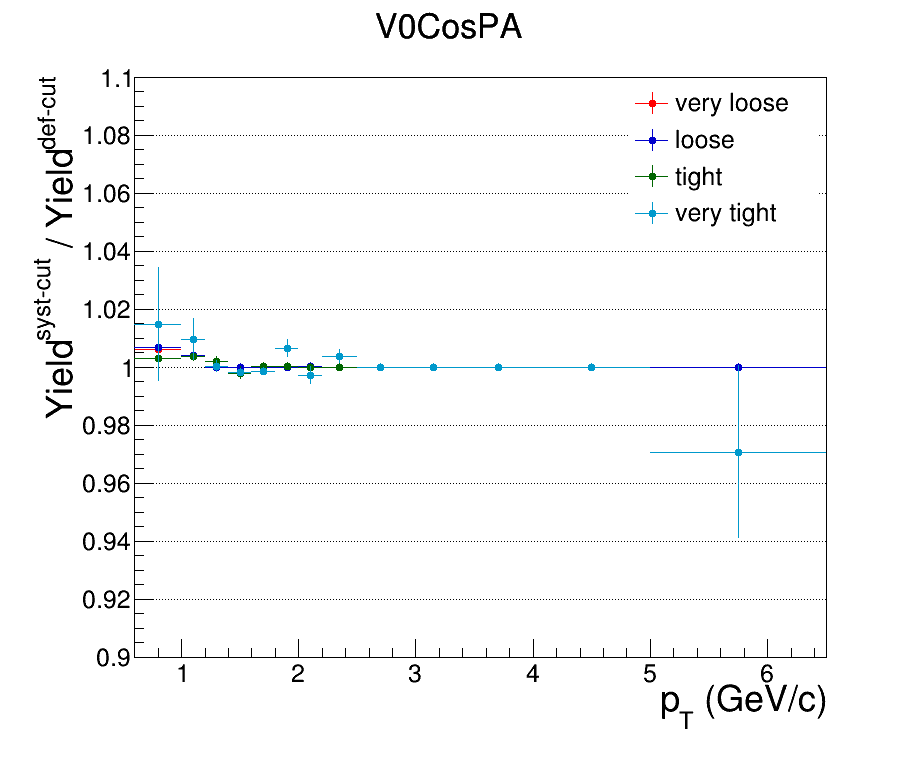 V0CosPA
Yield^syst-cut / Yield^def-cut
1.1
1.08
1.06
1.04
1.02
1
0.98
0.96
0.94
0.92
0.9
very loose
loose
tight
very tight
1 2 3 4 5 6
p_T (GeV/c)